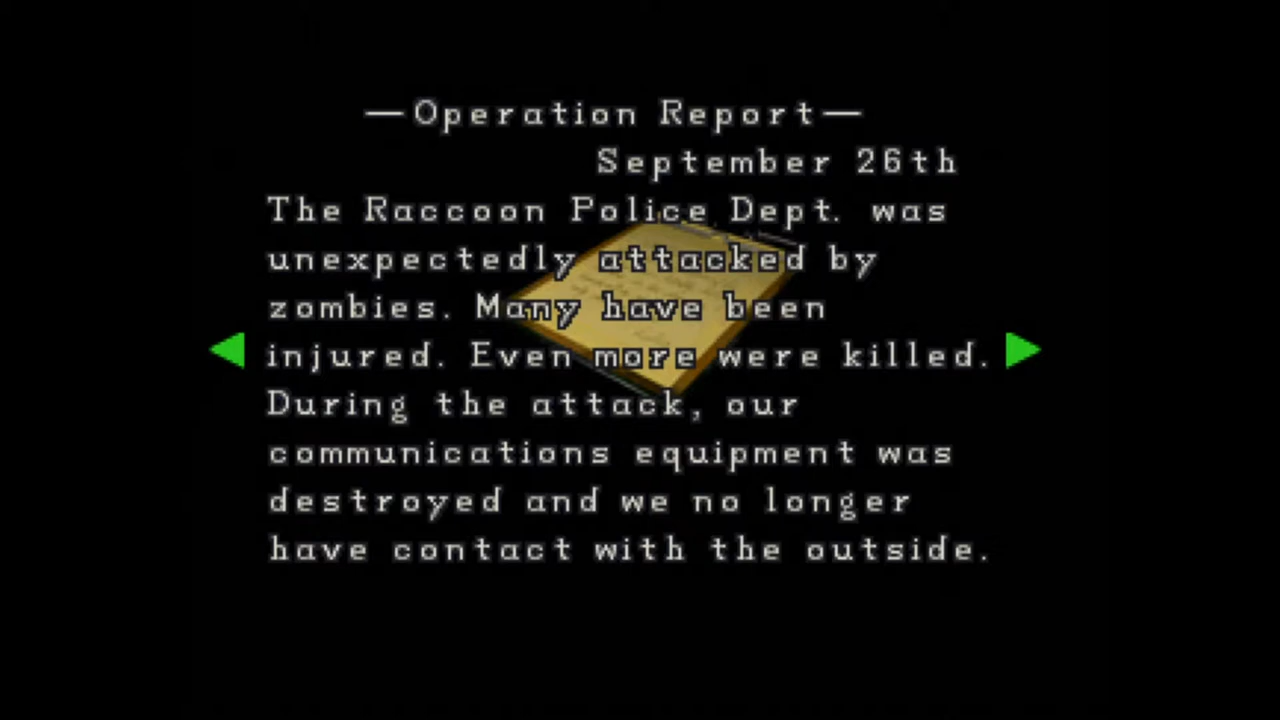 —Operation Report—
September 26th
The Raccoon Police Dept. was
unexpectedly attacked by
zombies. Many have been
injured. Even more were killed.
During the attack, our
communications equipment was
destroyed and we no longer
have contact with the outside.